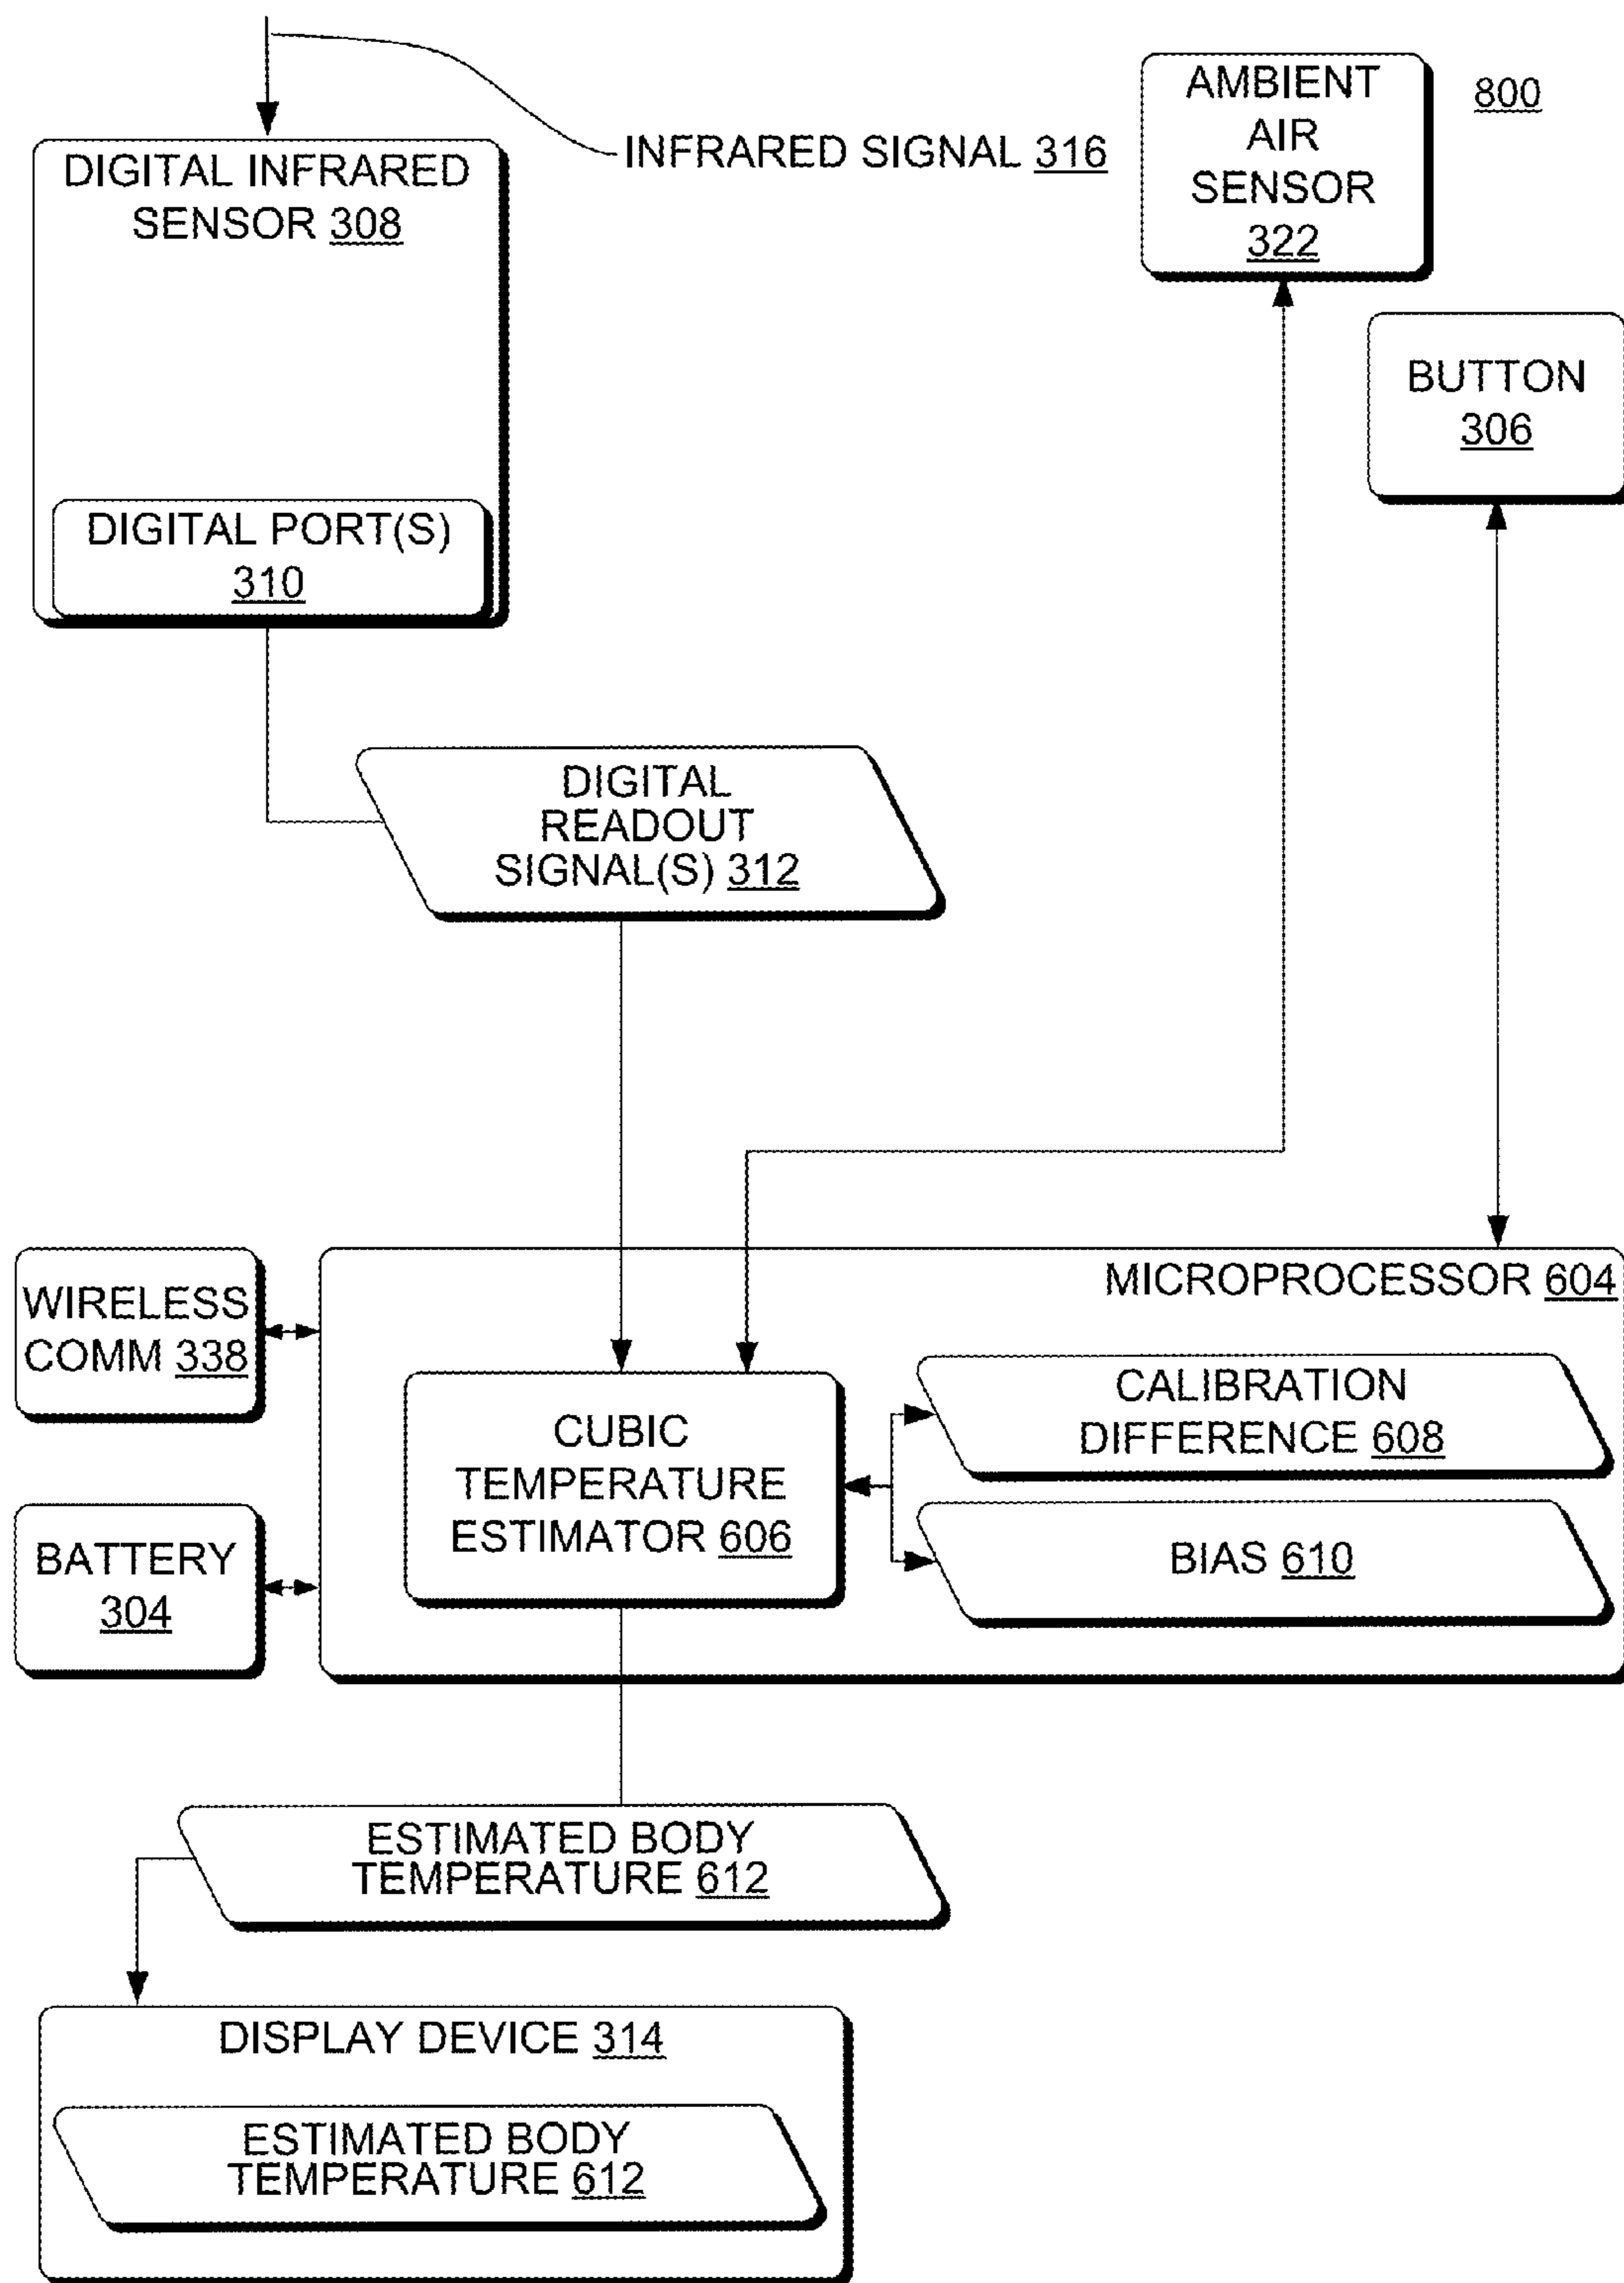 INFRARED SIGNAL 316
DIGITAL INFRARED
SENSOR 308
AMBIENT
AIR
SENSOR
322
800
BUTTON
306
DIGITAL PORT(S)
310
DIGITAL
READOUT
SIGNAL(S) 312
MICROPROCESSOR 604
WIRELESS
COMM 338
CUBIC
TEMPERATURE
ESTIMATOR 606
CALIBRATION
DIFFERENCE 608
BIAS 610
BATTERY
304
ESTIMATED BODY
TEMPERATURE 612
DISPLAY DEVICE 314
ESTIMATED BODY
TEMPERATURE 612